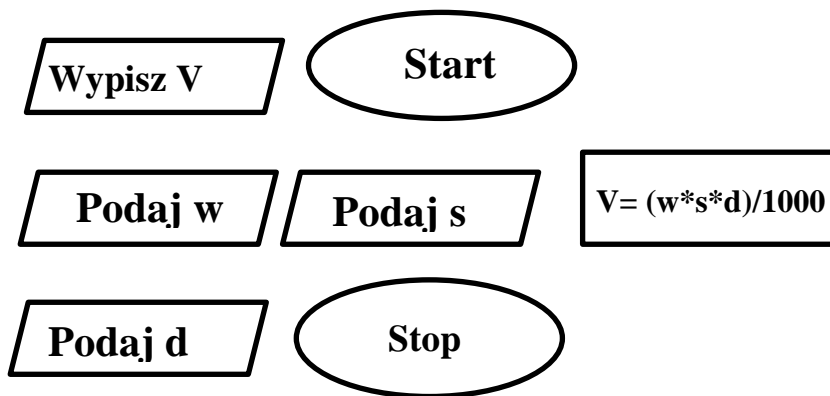 Wypisz V
Start
Podaj w
Podaj s
V= (w*s*d)/1000
Podaj d
Stop